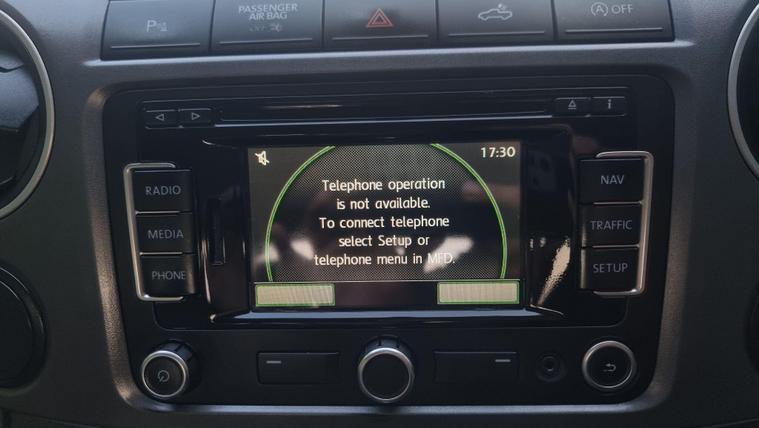 P
PASSENGER
AIR BAG
OFF
A OFF
i
17:30
Telephone operation
is not available.
To connect telephone
select Setup or
telephone menu in MFD.
RADIO
MEDIA
PHONE
NAV
TRAFFIC
SETUP